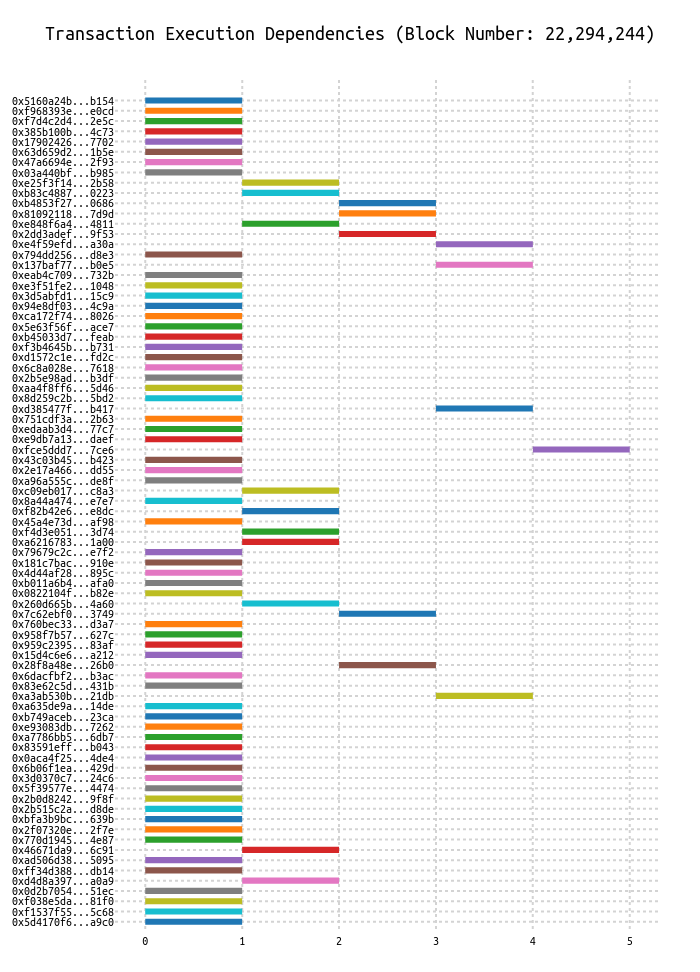 Transaction Execution Dependencies (Block Number: 22,294,244)
0x5160a24b...b154
0xf968393e...e0cd
0xf7d4c2d4...2e5c
0x385b100b...4c73
0x17902426...7702
0x63d659d2...1b5e
0x47a6694e...2f93
0x03a440bf...b985
0xe25f3f14...2b58
0xb83c4887...0223
0xb4853f27...0686
0x81092118...7d9d
0xe848f6a4...4811
0x2dd3adef...9f53
0xe4f59efd...a30a
0x794dd256...d8e3
0x137baf77...b0e5
0xeab4c709...732b
0xe3f51fe2...1048
0x3d5abfd1...15c9
0x94e8df03...4c9a
0xca172f74...8026
0x5e63f56f...ace7
0xb45033d7...feab
0xf3b4645b...b731
0xd1572c1e...fd2c
0x6c8a028e...7618
0x2b5e98ad...b3df
0xaa4f8ff6...5d46
0x8d259c2b...5bd2
0xd385477f...b417
0x751cdf3a...2b63
0xedaab3d4...77c7
0xe9db7a13...daef
0xfce5ddd7...7ce6
0x43c03b45...b423
0x2e17a466...dd55
0xa96a555c...de8f
0xc09eb017...c8a3
0x8a44a474...e7e7
0xf82b42e6...e8dc
0x45a4e73d...af98
0xf4d3e051...3d74
0xa6216783...1a00
0x79679c2c...e7f2
0x181c7bac...910e
0x4d44af28...895c
0xb011a6b4...afa0
0x0822104f...b82e
0x260d665b...4a60
0x7c62ebf0...3749
0x760bec33...d3a7
0x958f7b57...627c
0x959c2395...83af
0x15d4c6e6...a212
0x28f8a48e...26b0
0x6dacfbf2...b3ac
0x83e62c5d...431b
0xa3ab530b...21db
0xa635de9a...14de
0xb749aceb...23ca
0xe93083db...7262
0xa7786bb5...6db7
0x83591eff...b043
0x0aca4f25...4de4
0x6b06f1ea...429d
0x3d0370c7...24c6
0x5f39577e...4474
0x2b0d8242...9f8f
0x2b515c2a...d8de
0xbfa3b9bc...639b
0x2f07320e...2f7e
0x770d1945...4e87
0x46671da9...6c91
0xad506d38...5095
0xff34d388...db14
0xd4d8a397...a0a9
0x0d2b7054...51ec
0xf038e5da...81f0
0xf1537f55...5c68
0x5d4170f6...a9c0
0 1 2 3 4 5